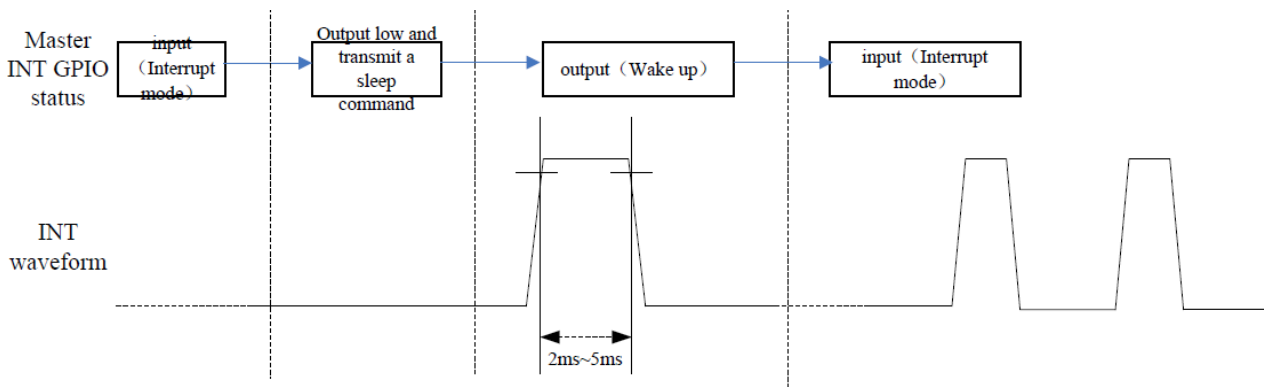 Master
INT GPIO
status
input
（Interrupt
mode）
Output low and
transmit a
sleep
command
output（Wake up）
input（Interrupt
mode）
INT
waveform
2ms~5ms